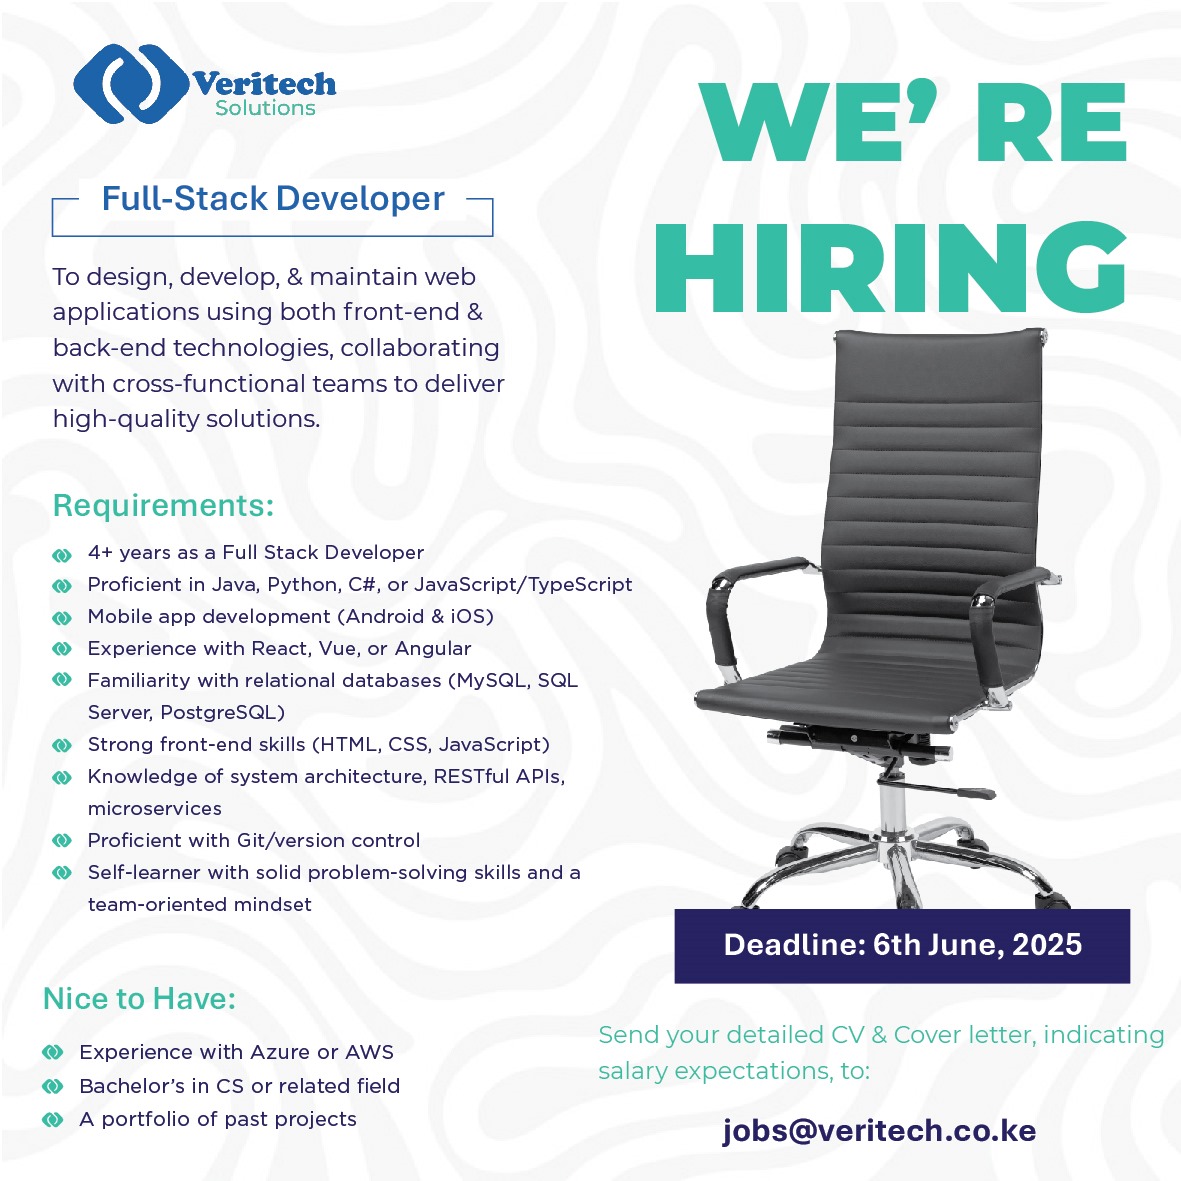 Veritech
Solutions
WE’ RE
HIRING
Full-Stack Developer
To design, develop, & maintain web
applications using both front-end &
back-end technologies, collaborating
with cross-functional teams to deliver
high-quality solutions.
Requirements:
4+ years as a Full Stack Developer
Proficient in Java, Python, C#, or JavaScript/TypeScript
Mobile app development (Android & iOS)
Experience with React, Vue, or Angular
Familiarity with relational databases (MySQL, SQL
Server, PostgreSQL)
Strong front-end skills (HTML, CSS, JavaScript)
Knowledge of system architecture, RESTful APIs,
microservices
Proficient with Git/version control
Self-learner with solid problem-solving skills and a
team-oriented mindset
Nice to Have:
Experience with Azure or AWS
Bachelor’s in CS or related field
A portfolio of past projects
Deadline: 6th June, 2025
Send your detailed CV & Cover letter, indicating
salary expectations, to:
jobs@veritech.co.ke